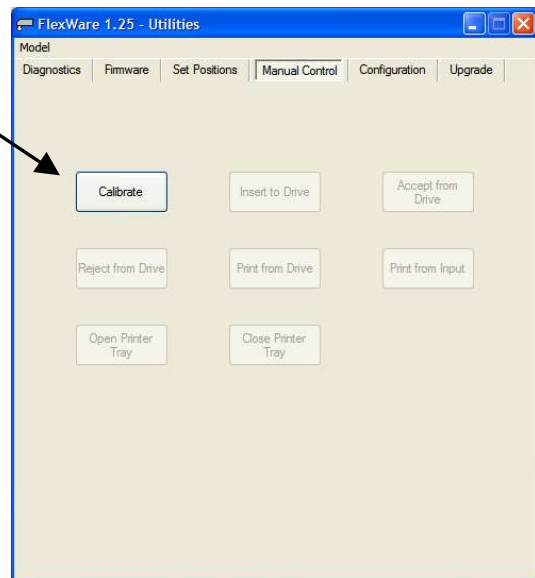 FlexWare 1.25 - Utilities
Model
Diagnostics Firmware Set Positions Manual Control Configuration Upgrade
Calibrate Insert to Drive Accept from
Drive
Reject from Drive Print from Drive Print from Input
Open Printer Close Printer
Tray Tray